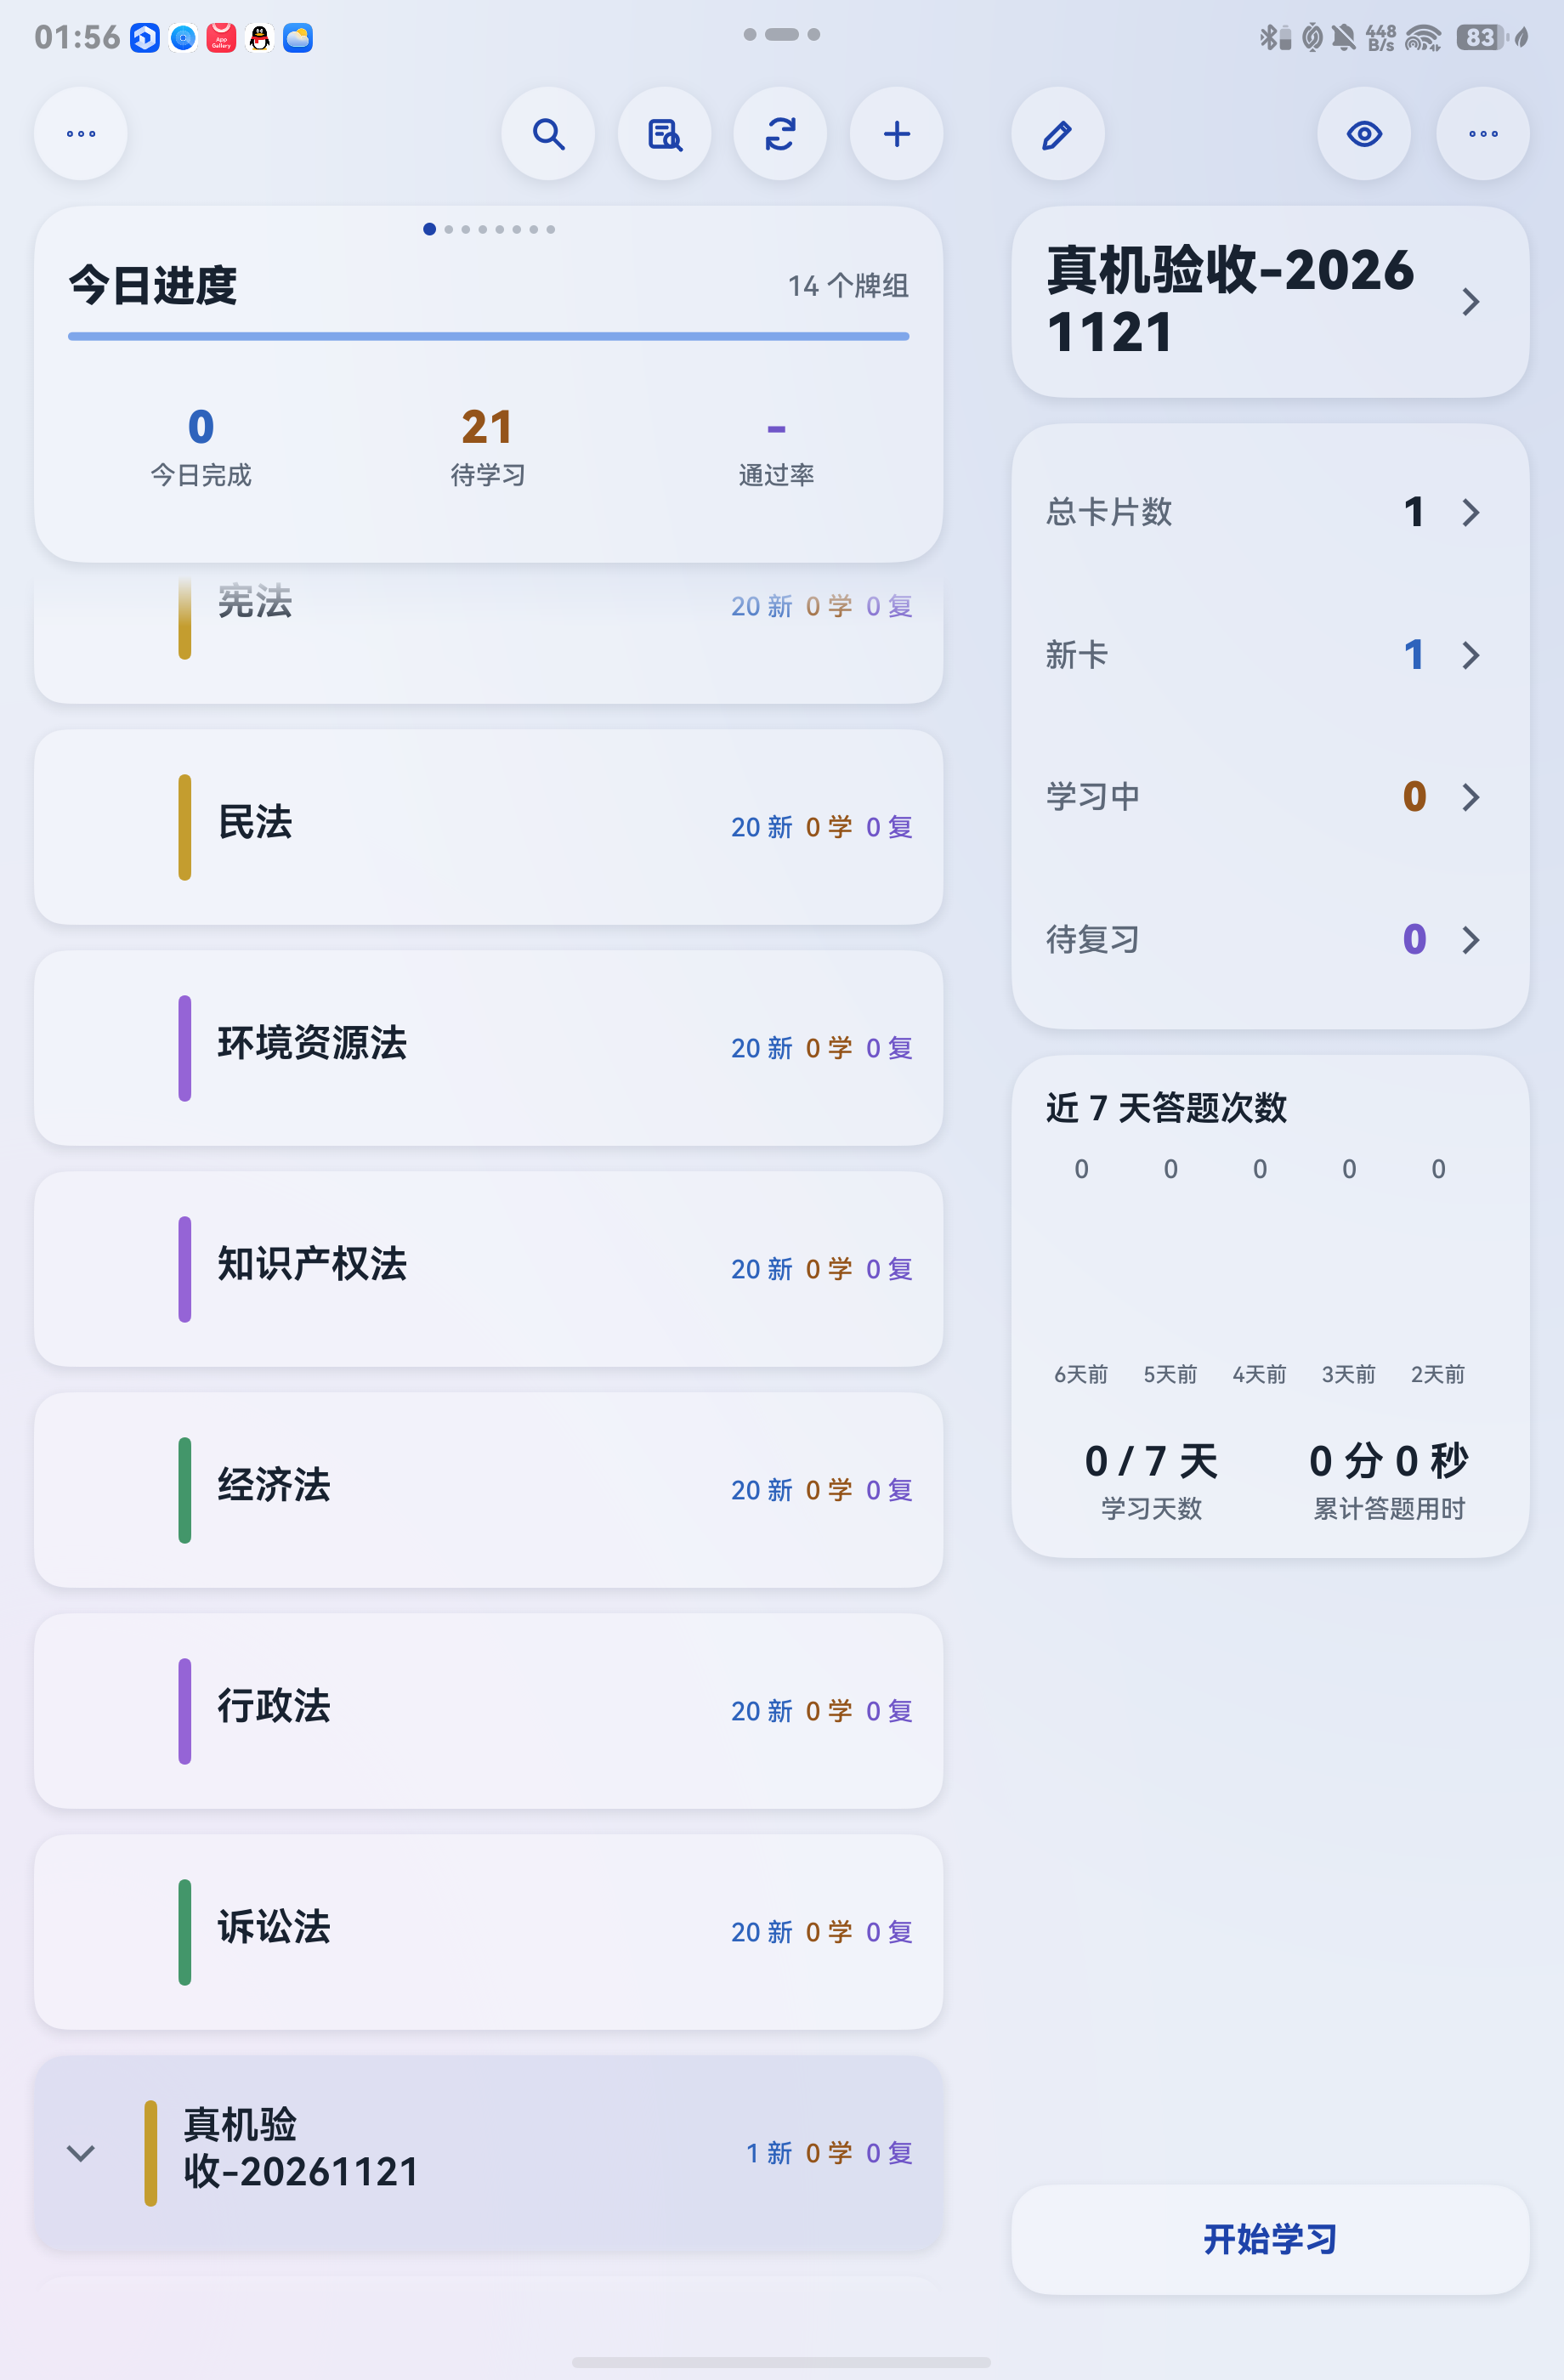 01:56
App Gallery
448 B/s
83
今日进度
14 个牌组
0
21
-
今日完成
待学习
通过率
宪法
20 新 0 学 0 复
民法
20 新 0 学 0 复
环境资源法
20 新 0 学 0 复
知识产权法
20 新 0 学 0 复
经济法
20 新 0 学 0 复
行政法
20 新 0 学 0 复
诉讼法
20 新 0 学 0 复
真机验
收-20261121
1 新 0 学 0 复
真机验收-2026
1121
总卡片数 1
新卡 1
学习中 0
待复习 0
近 7 天答题次数
0 0 0 0 0
6天前 5天前 4天前 3天前 2天前
0 / 7 天 0 分 0 秒
学习天数 累计答题用时
开始学习